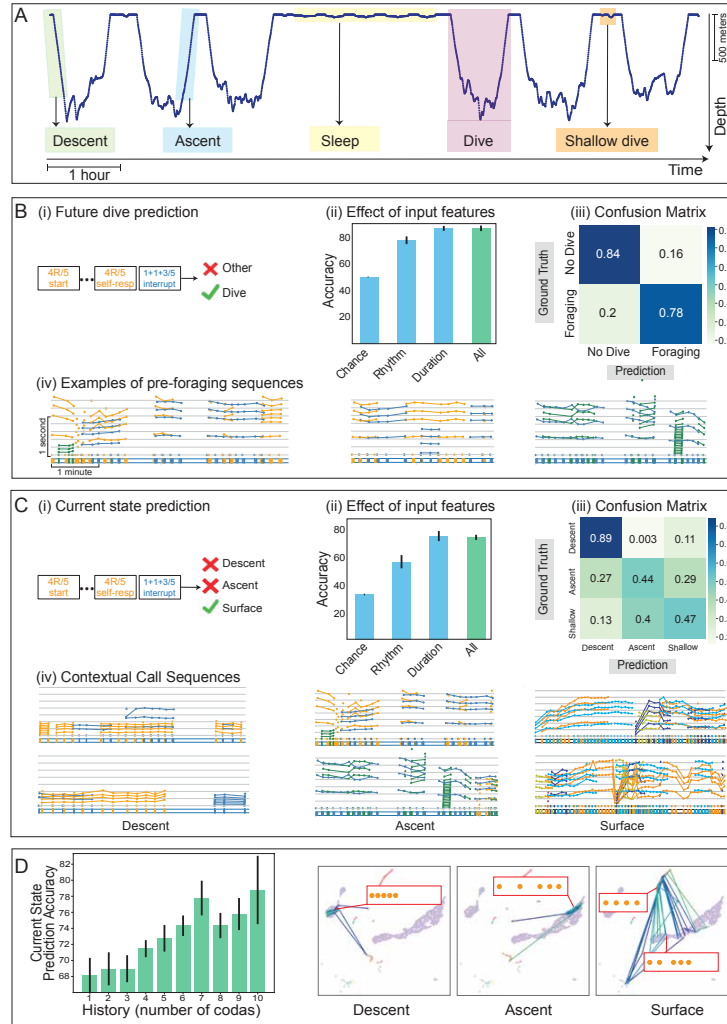 A
500 meters
Depth
Descent
Ascent
Sleep
Dive
Shallow dive
Time
1 hour
B
(i) Future dive prediction
4R/5 start
4R/5 self-resp
1+1+3/5 interrupt
Other
Dive
(ii) Effect of input features
Accuracy
80
60
40
20
Chance
Rhythm
Duration
All
(iii) Confusion Matrix
Ground Truth
No Dive
Foraging
0.84
0.16
0.2
0.78
No Dive
Foraging
Prediction
(iv) Examples of pre-foraging sequences
1 second
1 minute
C
(i) Current state prediction
4R/5 start
4R/5 self-resp
1+1+3/5 interrupt
Descent
Ascent
Surface
(ii) Effect of input features
Accuracy
80
60
40
20
Chance
Rhythm
Duration
All
(iii) Confusion Matrix
Ground Truth
Descent
Ascent
Shallow
0.89
0.003
0.11
0.27
0.44
0.29
0.13
0.4
0.47
Descent
Ascent
Shallow
Prediction
(iv) Contextual Call Sequences
Descent
Ascent
Surface
D
Current State
Prediction Accuracy
82
80
78
76
74
72
70
68
1 2 3 4 5 6 7 8 9 10
History (number of codas)
Descent
Ascent
Surface